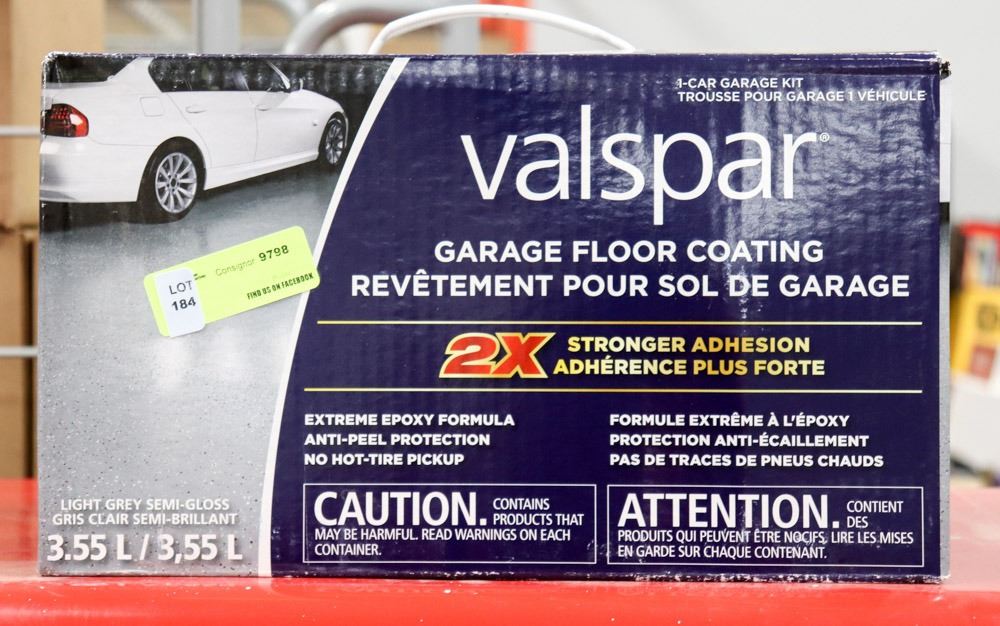 1-CAR GARAGE KIT
TROUSSE POUR GARAGE 1 VÉHICULE
valspar®
GARAGE FLOOR COATING
REVÊTEMENT POUR SOL DE GARAGE
Consignor 9798
LOT
184
FIND US ON FACEBOOK
2X STRONGER ADHESION
ADHÉRENCE PLUS FORTE
EXTREME EPOXY FORMULA
ANTI-PEEL PROTECTION
NO HOT-TIRE PICKUP
FORMULE EXTRÊME À L'ÉPOXY
PROTECTION ANTI-ÉCAILLEMENT
PAS DE TRACES DE PNEUS CHAUDS
LIGHT GREY SEMI-GLOSS
GRIS CLAIR SEMI-BRILLANT
3.55 L / 3,55 L
CAUTION. CONTAINS
PRODUCTS THAT
MAY BE HARMFUL. READ WARNINGS ON EACH
CONTAINER.
ATTENTION. CONTIENT
DES
PRODUITS QUI PEUVENT ÊTRE NOCIFS. LIRE LES MISES
EN GARDE SUR CHAQUE CONTENANT.